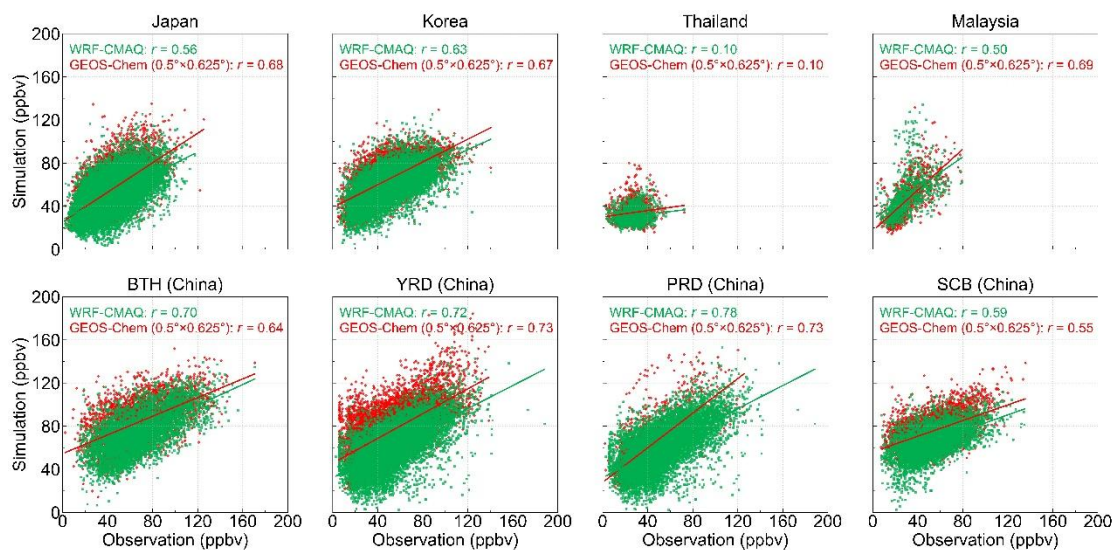 Japan
Korea
Thailand
Malaysia
200
160
120
80
40
0
Simulation (ppbv)
WRF-CMAQ: r = 0.56
GEOS-Chem (0.5°×0.625°): r = 0.68
WRF-CMAQ: r = 0.63
GEOS-Chem (0.5°×0.625°): r = 0.67
WRF-CMAQ: r = 0.10
GEOS-Chem (0.5°×0.625°): r = 0.10
WRF-CMAQ: r = 0.50
GEOS-Chem (0.5°×0.625°): r = 0.69
BTH (China)
YRD (China)
PRD (China)
SCB (China)
200
160
120
80
40
0
Simulation (ppbv)
WRF-CMAQ: r = 0.70
GEOS-Chem (0.5°×0.625°): r = 0.64
WRF-CMAQ: r = 0.72
GEOS-Chem (0.5°×0.625°): r = 0.73
WRF-CMAQ: r = 0.78
GEOS-Chem (0.5°×0.625°): r = 0.73
WRF-CMAQ: r = 0.59
GEOS-Chem (0.5°×0.625°): r = 0.55
0 40 80 120 160 200
0 40 80 120 160 200
0 40 80 120 160 200
0 40 80 120 160 200
Observation (ppbv)
Observation (ppbv)
Observation (ppbv)
Observation (ppbv)